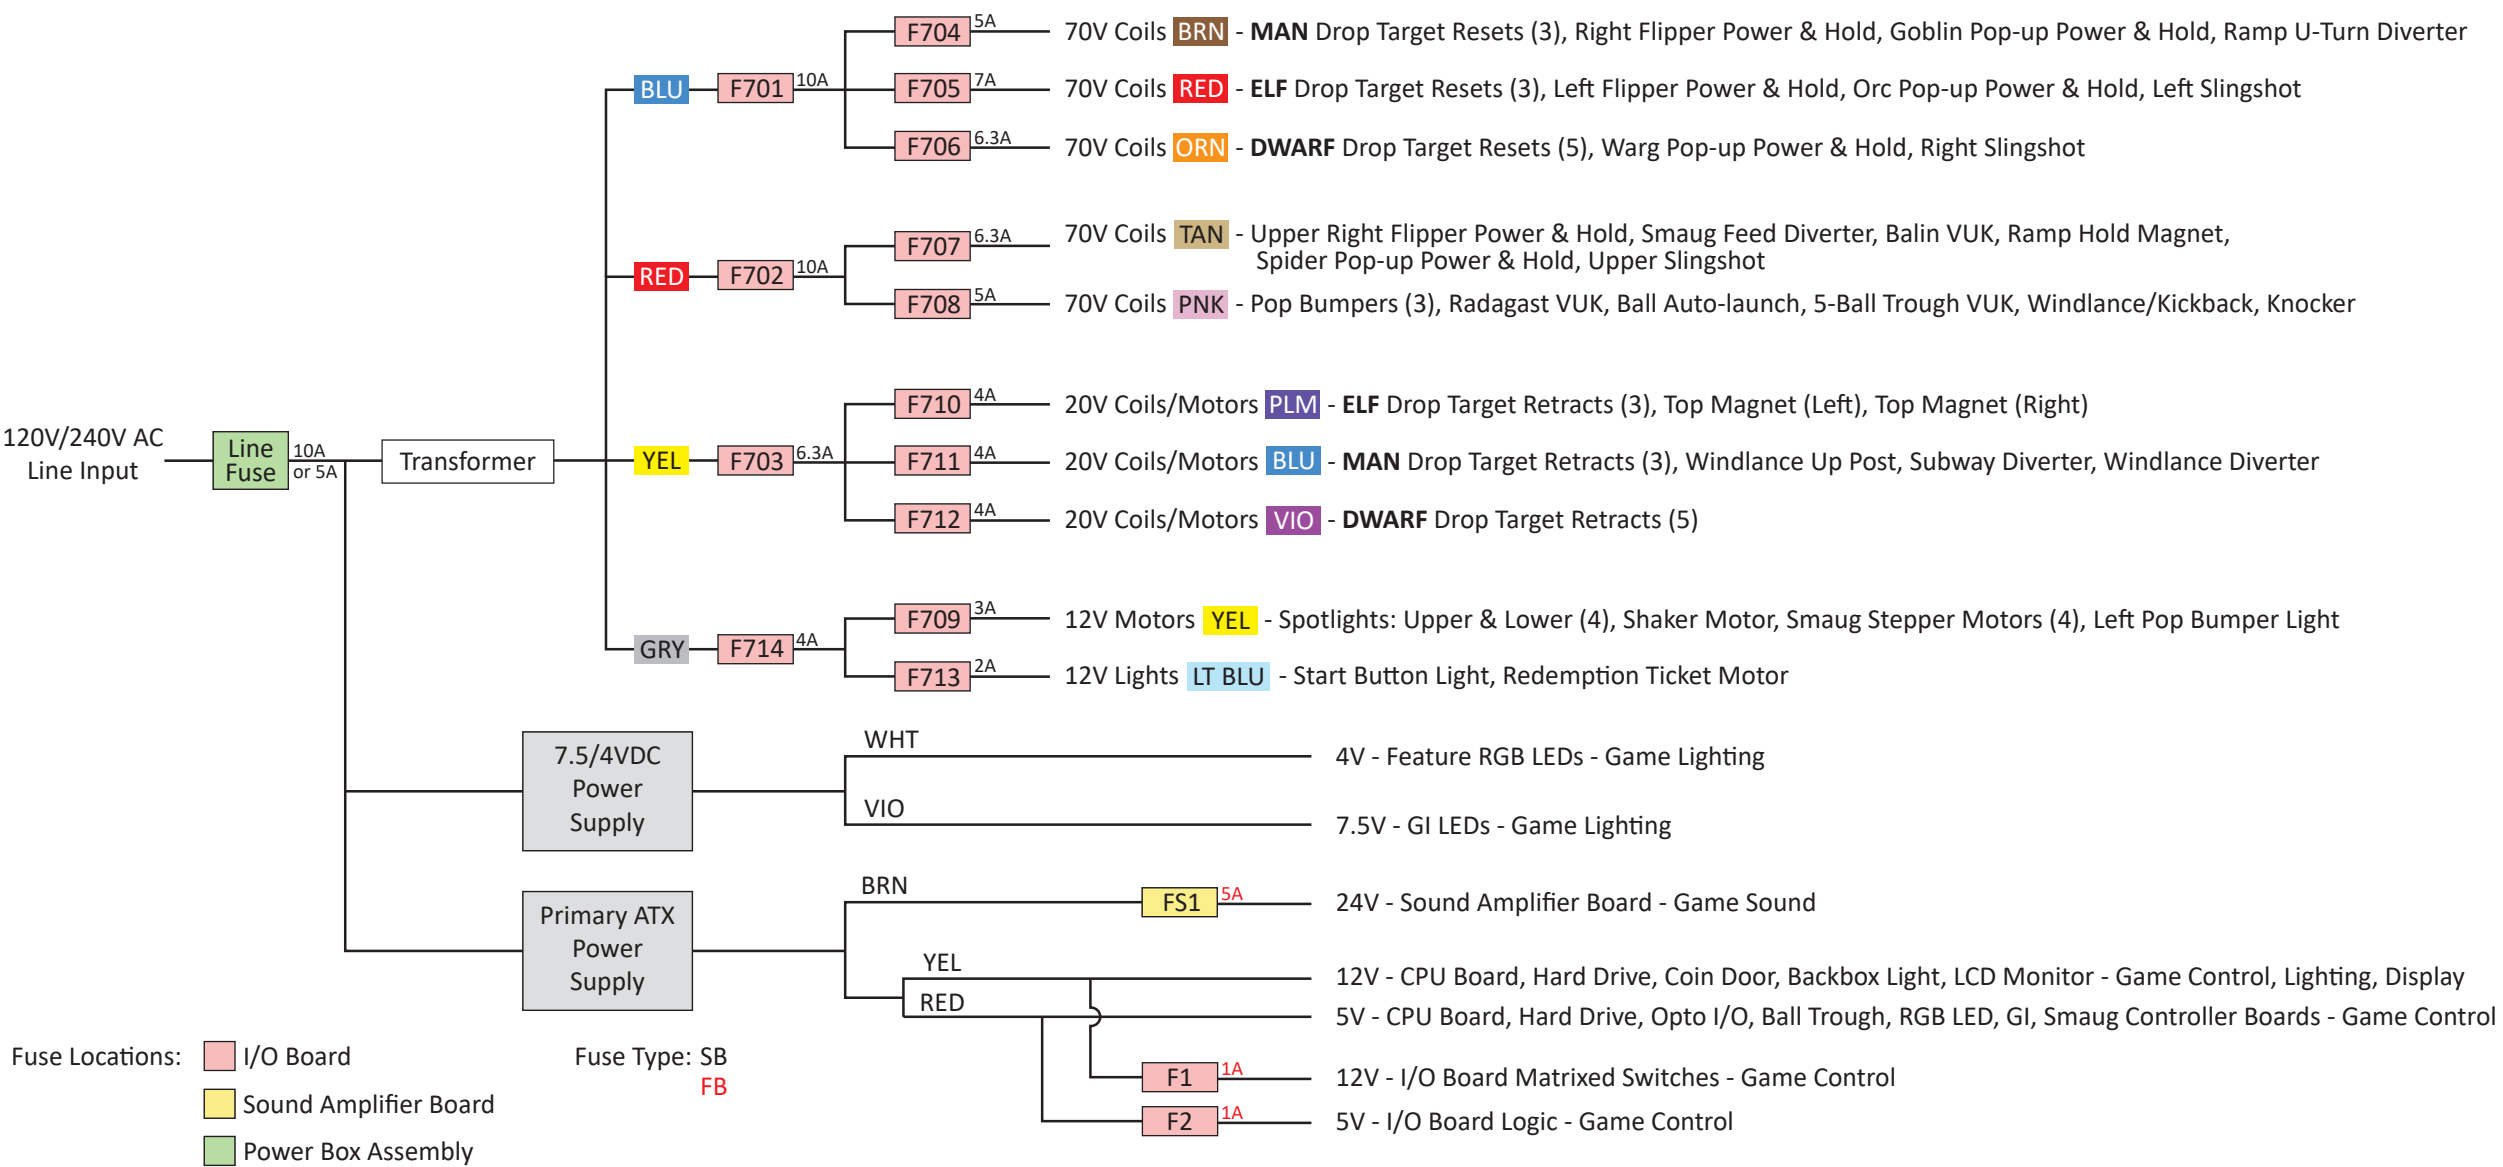 F704 5A 70V Coils BRN - MAN Drop Target Resets (3), Right Flipper Power & Hold, Goblin Pop-up Power & Hold, Ramp U-Turn Diverter
BLU F701 10A F705 7A 70V Coils RED - ELF Drop Target Resets (3), Left Flipper Power & Hold, Orc Pop-up Power & Hold, Left Slingshot
F706 6.3A 70V Coils ORN - DWARF Drop Target Resets (5), Warg Pop-up Power & Hold, Right Slingshot
F707 6.3A 70V Coils TAN - Upper Right Flipper Power & Hold, Smaug Feed Diverter, Balin VUK, Ramp Hold Magnet,
Spider Pop-up Power & Hold, Upper Slingshot
RED F702 10A
F708 5A 70V Coils PNK - Pop Bumpers (3), Radagast VUK, Ball Auto-launch, 5-Ball Trough VUK, Windlance/Kickback, Knocker
F710 4A 20V Coils/Motors PLM - ELF Drop Target Retracts (3), Top Magnet (Left), Top Magnet (Right)
120V/240V AC
Line Input
Line
Fuse
10A
or 5A
Transformer
YEL F703 6.3A F711 4A 20V Coils/Motors BLU - MAN Drop Target Retracts (3), Windlance Up Post, Subway Diverter, Windlance Diverter
F712 4A 20V Coils/Motors VIO - DWARF Drop Target Retracts (5)
F709 3A 12V Motors YEL - Spotlights: Upper & Lower (4), Shaker Motor, Smaug Stepper Motors (4), Left Pop Bumper Light
GRY F714 4A
F713 2A 12V Lights LT BLU - Start Button Light, Redemption Ticket Motor
7.5/4VDC
Power
Supply
WHT
4V - Feature RGB LEDs - Game Lighting
VIO
7.5V - GI LEDs - Game Lighting
Primary ATX
Power
Supply
BRN
FS1 5A 24V - Sound Amplifier Board - Game Sound
YEL
12V - CPU Board, Hard Drive, Coin Door, Backbox Light, LCD Monitor - Game Control, Lighting, Display
RED
5V - CPU Board, Hard Drive, Opto I/O, Ball Trough, RGB LED, GI, Smaug Controller Boards - Game Control
F1 1A 12V - I/O Board Matrixed Switches - Game Control
F2 1A 5V - I/O Board Logic - Game Control
Fuse Locations: I/O Board
Sound Amplifier Board
Power Box Assembly
Fuse Type: SB
FB